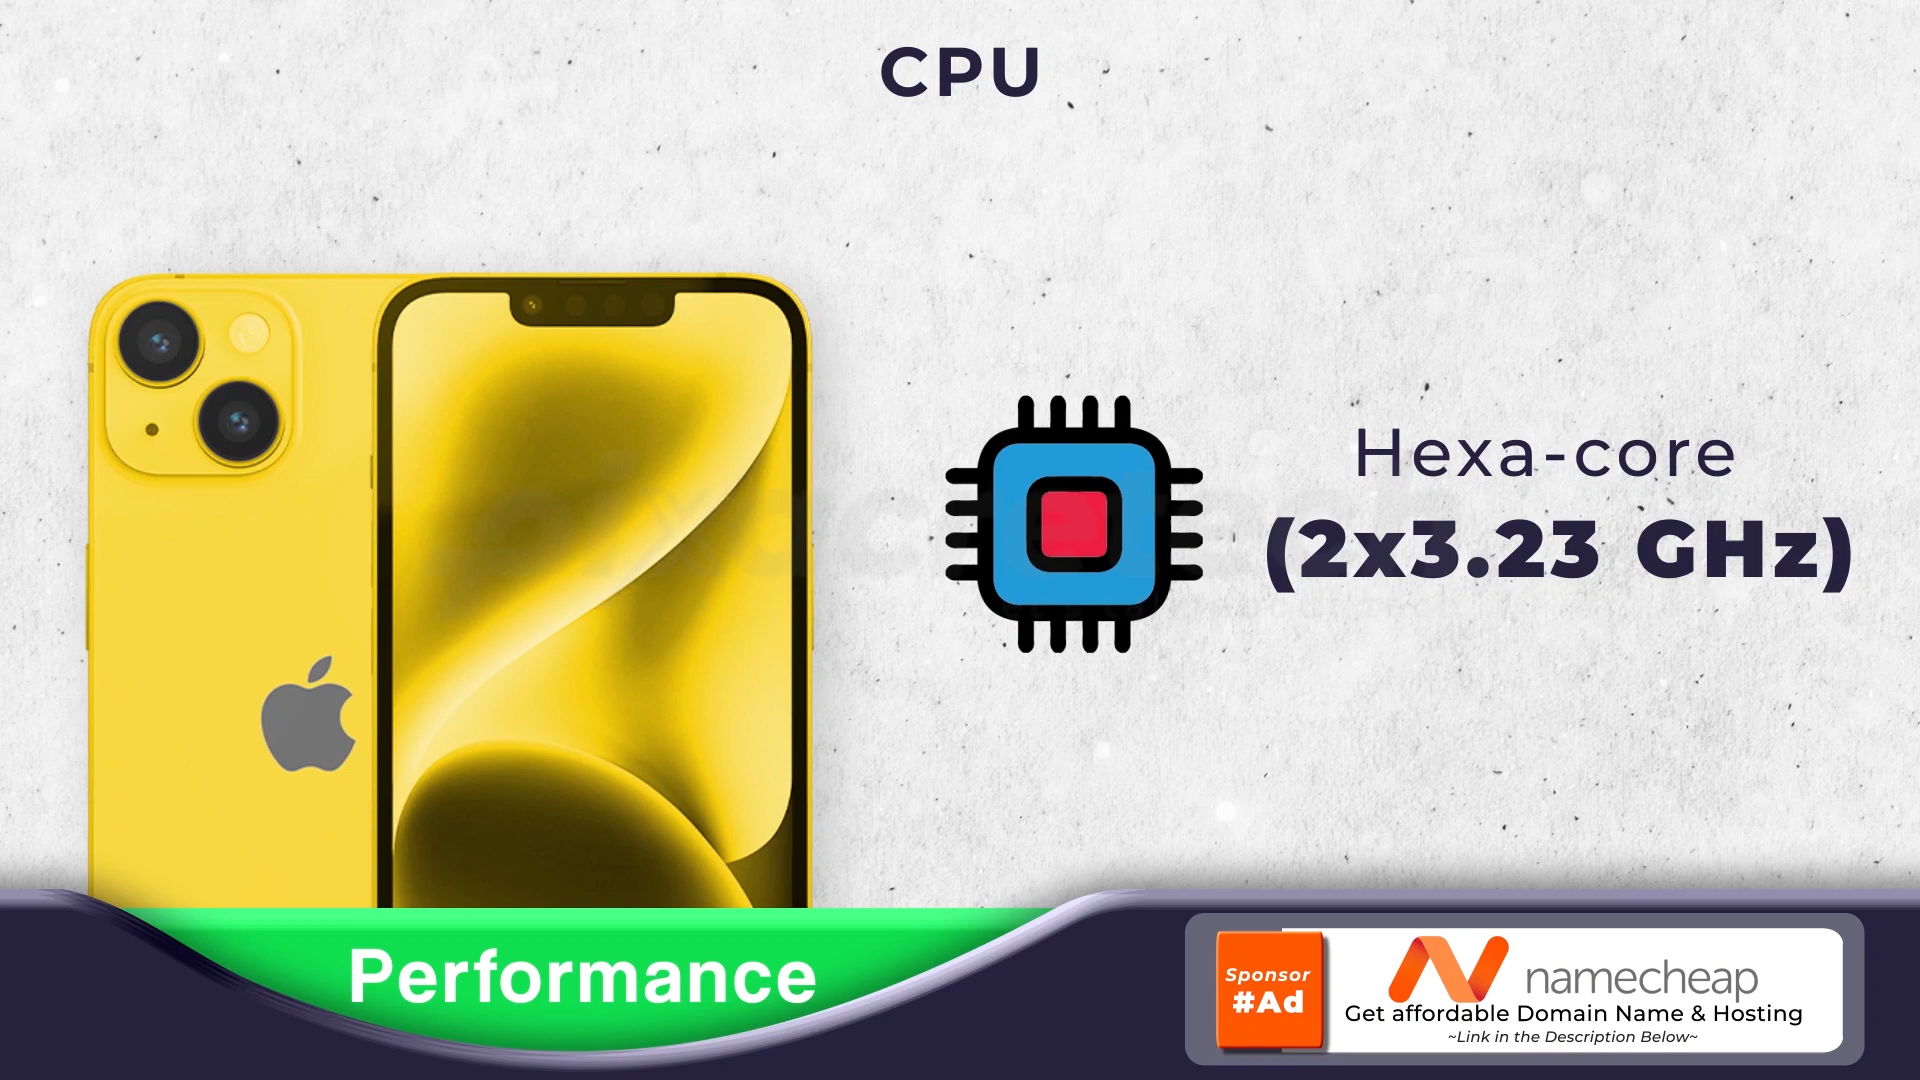 CPU
Hexa-core
(2x3.23 GHz)
Performance
Sponsor
#Ad
namecheap
Get affordable Domain Name & Hosting
~Link in the Description Below~